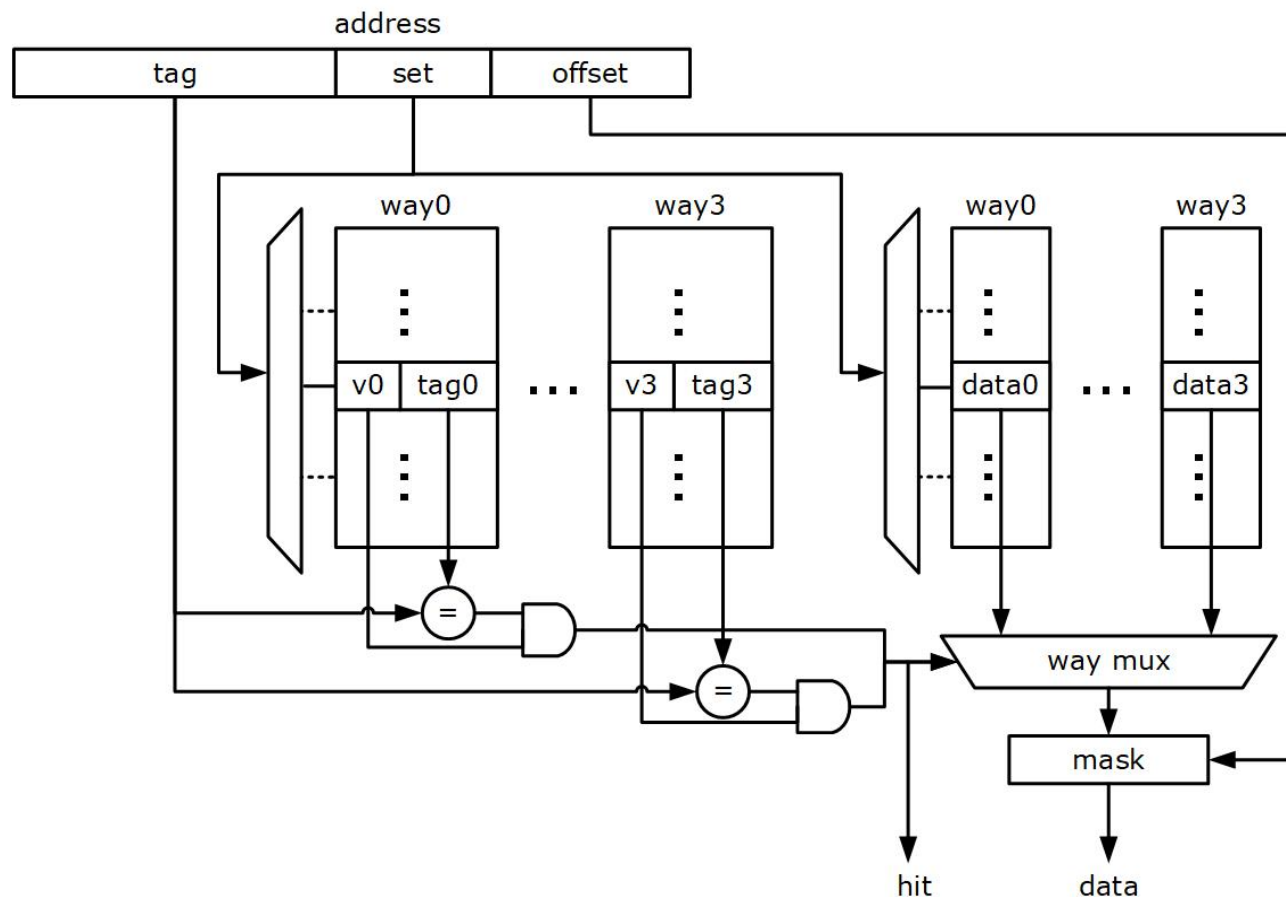 address
tag set offset
way0 way3 way0 way3
v0 tag0 ... v3 tag3 data0 ... data3
=
way mux
=
mask
hit data